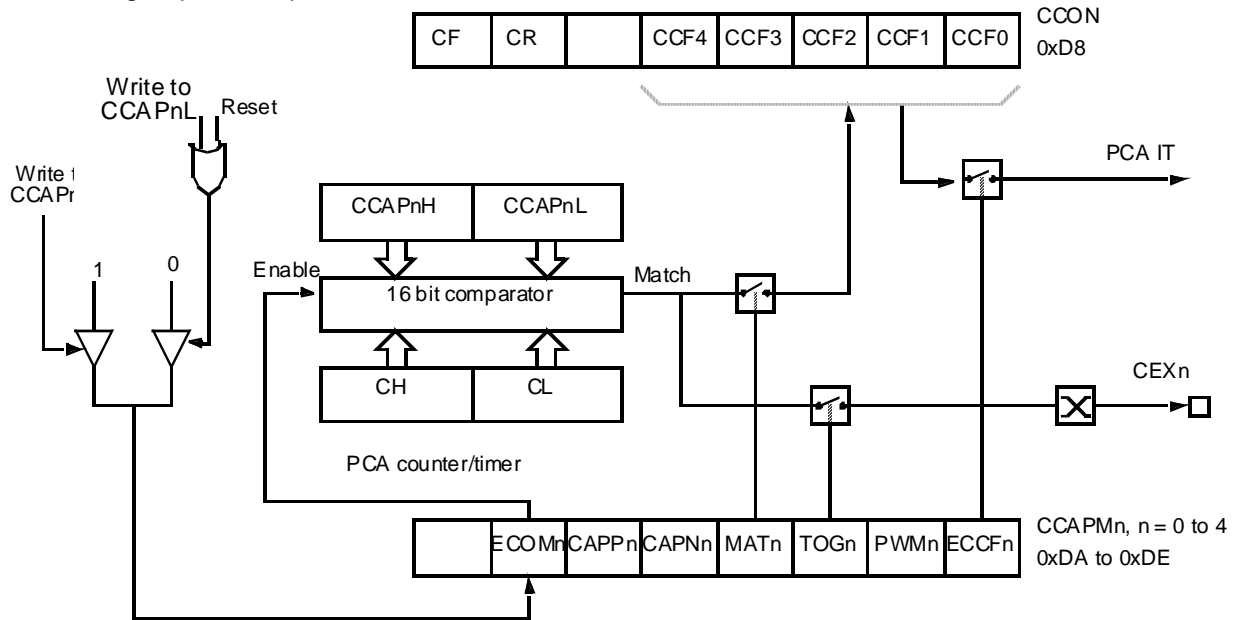 CCON
CF CR CCF4 CCF3 CCF2 CCF1 CCF0
0xD8
Write to
CCAPnL
Reset
PCA IT
Write
CCAPnH CCAPnL
1 0
Enable
Match
16 bit comparator
CH CL
CEXn
PCA counter/timer
CCAPMn, n = 0 to 4
ECOMn CAPPn CAPNn MATn TOGn PWMn ECCFn
0xDA to 0xDE